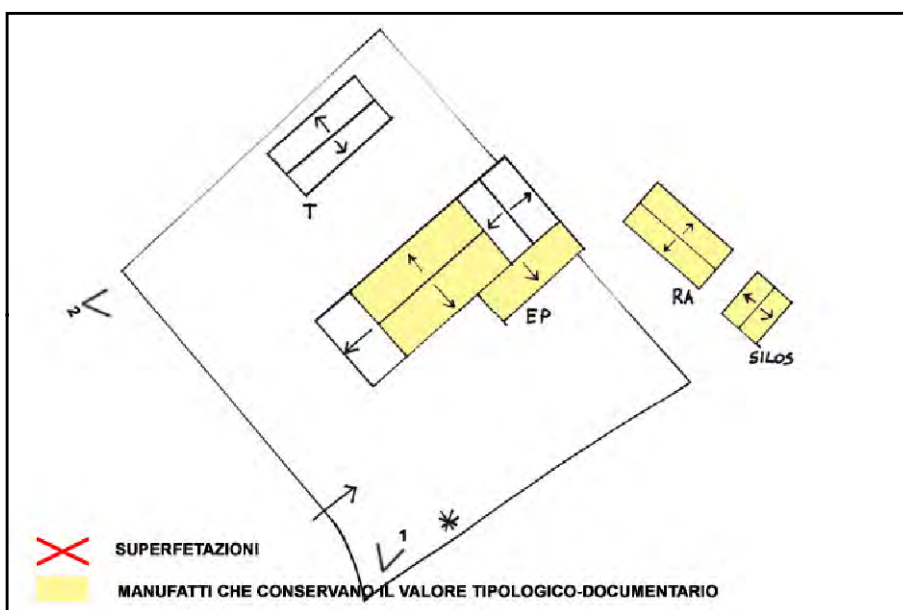 T
EP
RA
SILOS
2
1
*
SUPERFETAZIONI
MANUFATTI CHE CONSERVANO IL VALORE TIPOLOGICO-DOCUMENTARIO